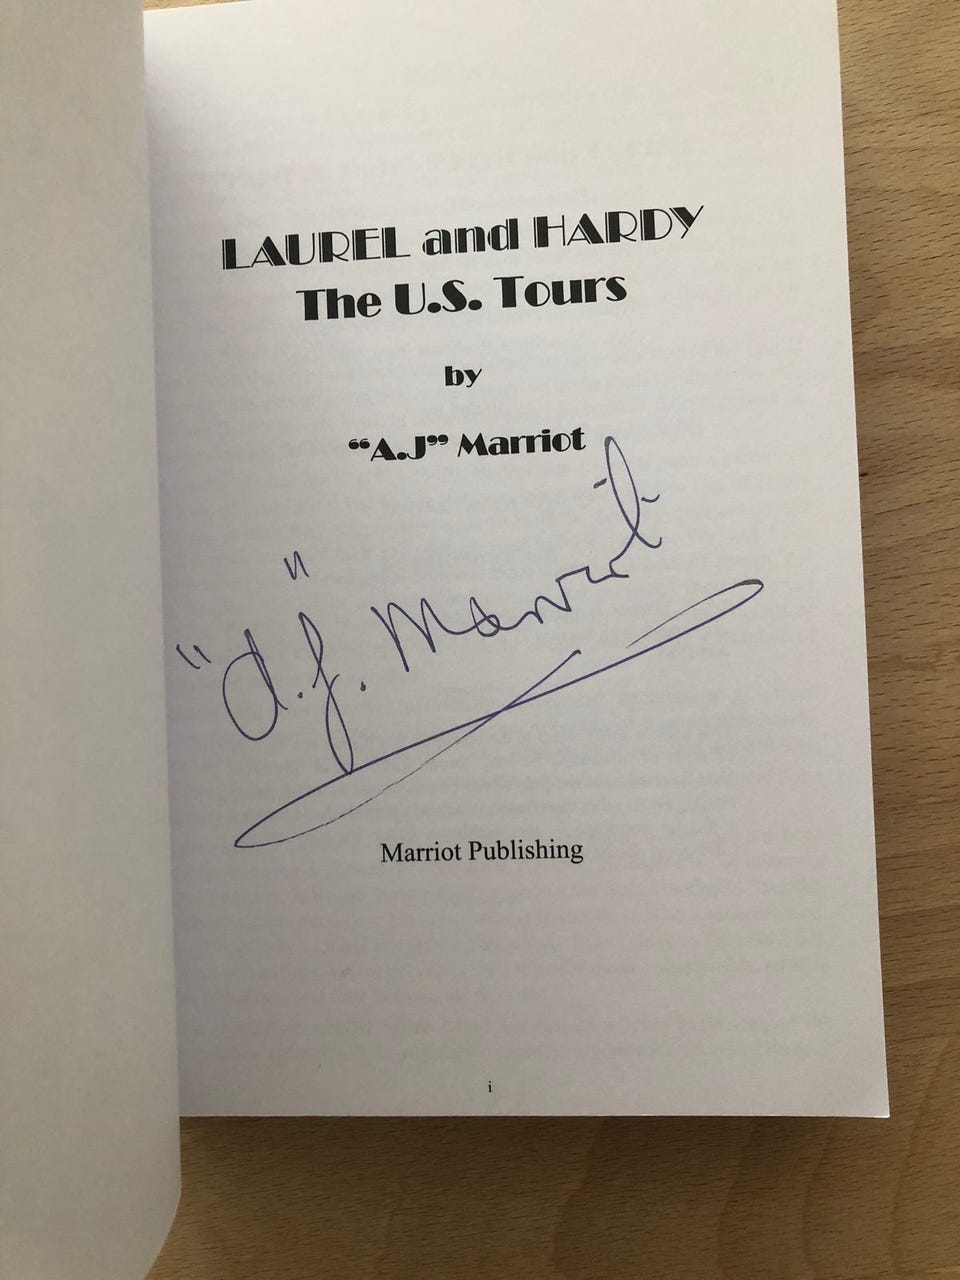 LAUREL and HARDY
The U.S. Tours
by
“A.J” Marriot
"A.J." Marriot
Marriot Publishing
i